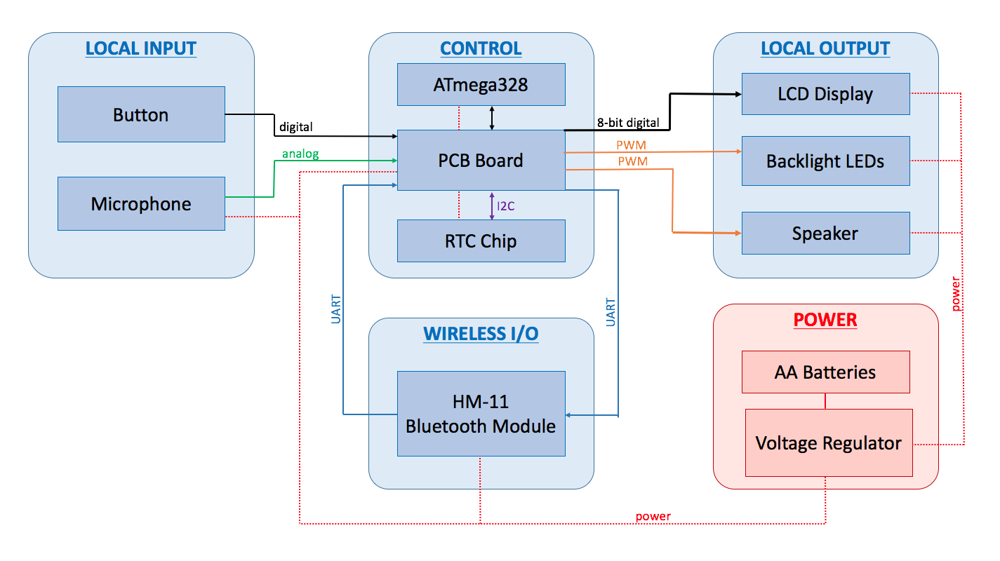 LOCAL INPUT
Button
Microphone
digital
analog
CONTROL
ATmega328
PCB Board
I2C
RTC Chip
8-bit digital
PWM
PWM
LOCAL OUTPUT
LCD Display
Backlight LEDs
Speaker
UART
UART
WIRELESS I/O
HM-11
Bluetooth Module
power
POWER
AA Batteries
Voltage Regulator
power